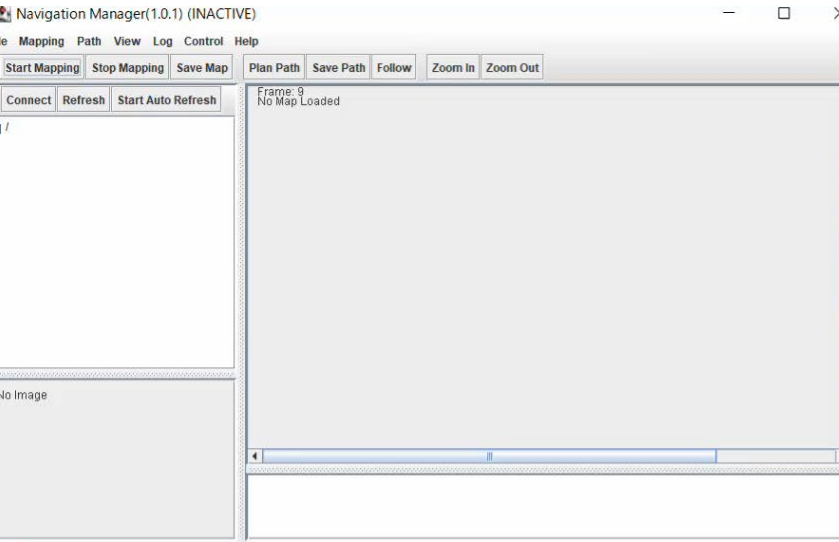 Navigation Manager(1.0.1) (INACTIVE)
le Mapping Path View Log Control Help
Start Mapping Stop Mapping Save Map Plan Path Save Path Follow Zoom In Zoom Out
Connect Refresh Start Auto Refresh
/
Frame: 9
No Map Loaded
No Image